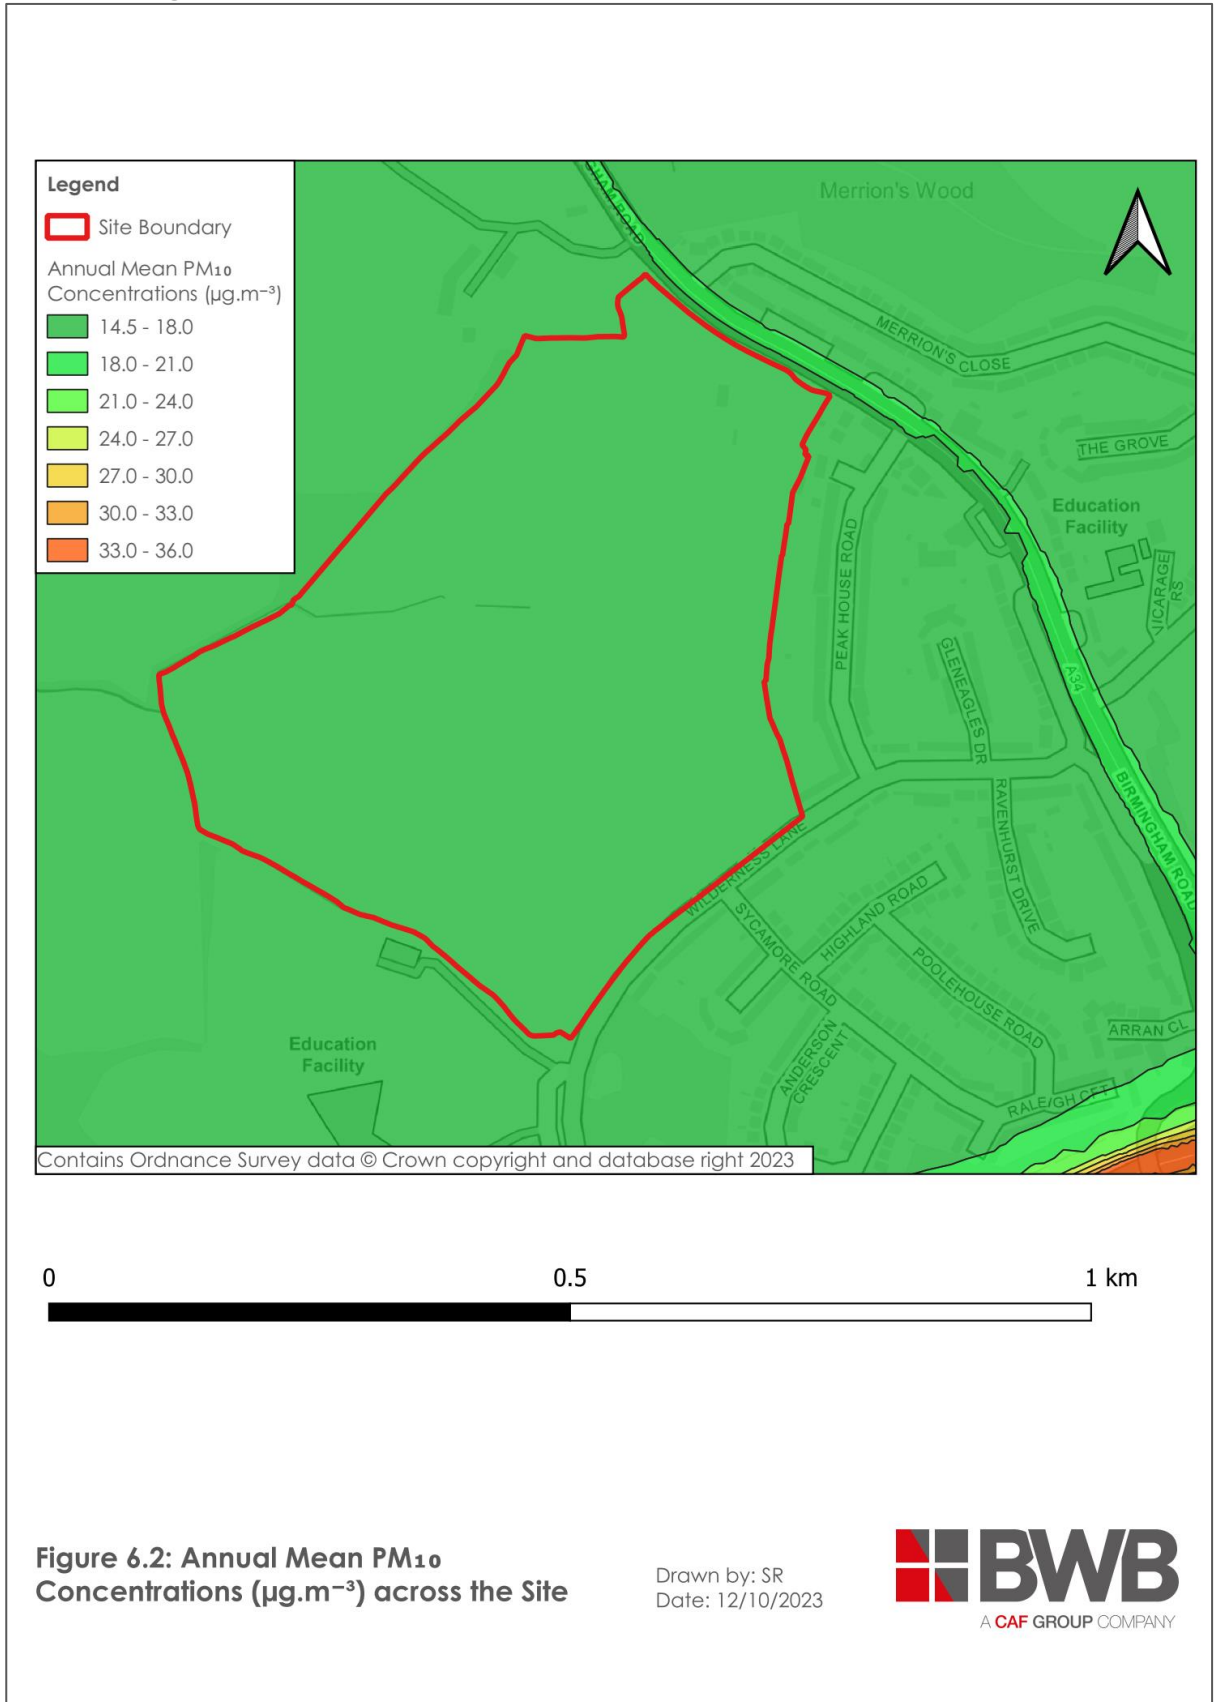 Legend
Site Boundary
Annual Mean PM₁₀
Concentrations (µg.m⁻³)
14.5 - 18.0
18.0 - 21.0
21.0 - 24.0
24.0 - 27.0
27.0 - 30.0
30.0 - 33.0
33.0 - 36.0
Merrion's Wood
MERRION'S CLOSE
THE GROVE
Education
Facility
PEAK HOUSE ROAD
GLENEAGLES DR
A34
BIRMINGHAM ROAD
RAVENHURST DRIVE
WILDERNESS LANE
SYCAMORE ROAD
HIGHLAND ROAD
POOLEHOUSE ROAD
ANDERSON
CRESCENT
ARRAN CL
RALEIGH CFT
Education
Facility
Contains Ordnance Survey data © Crown copyright and database right 2023
0 0.5 1 km
Figure 6.2: Annual Mean PM₁₀
Concentrations (µg.m⁻³) across the Site
Drawn by: SR
Date: 12/10/2023
BWB
A CAF GROUP COMPANY